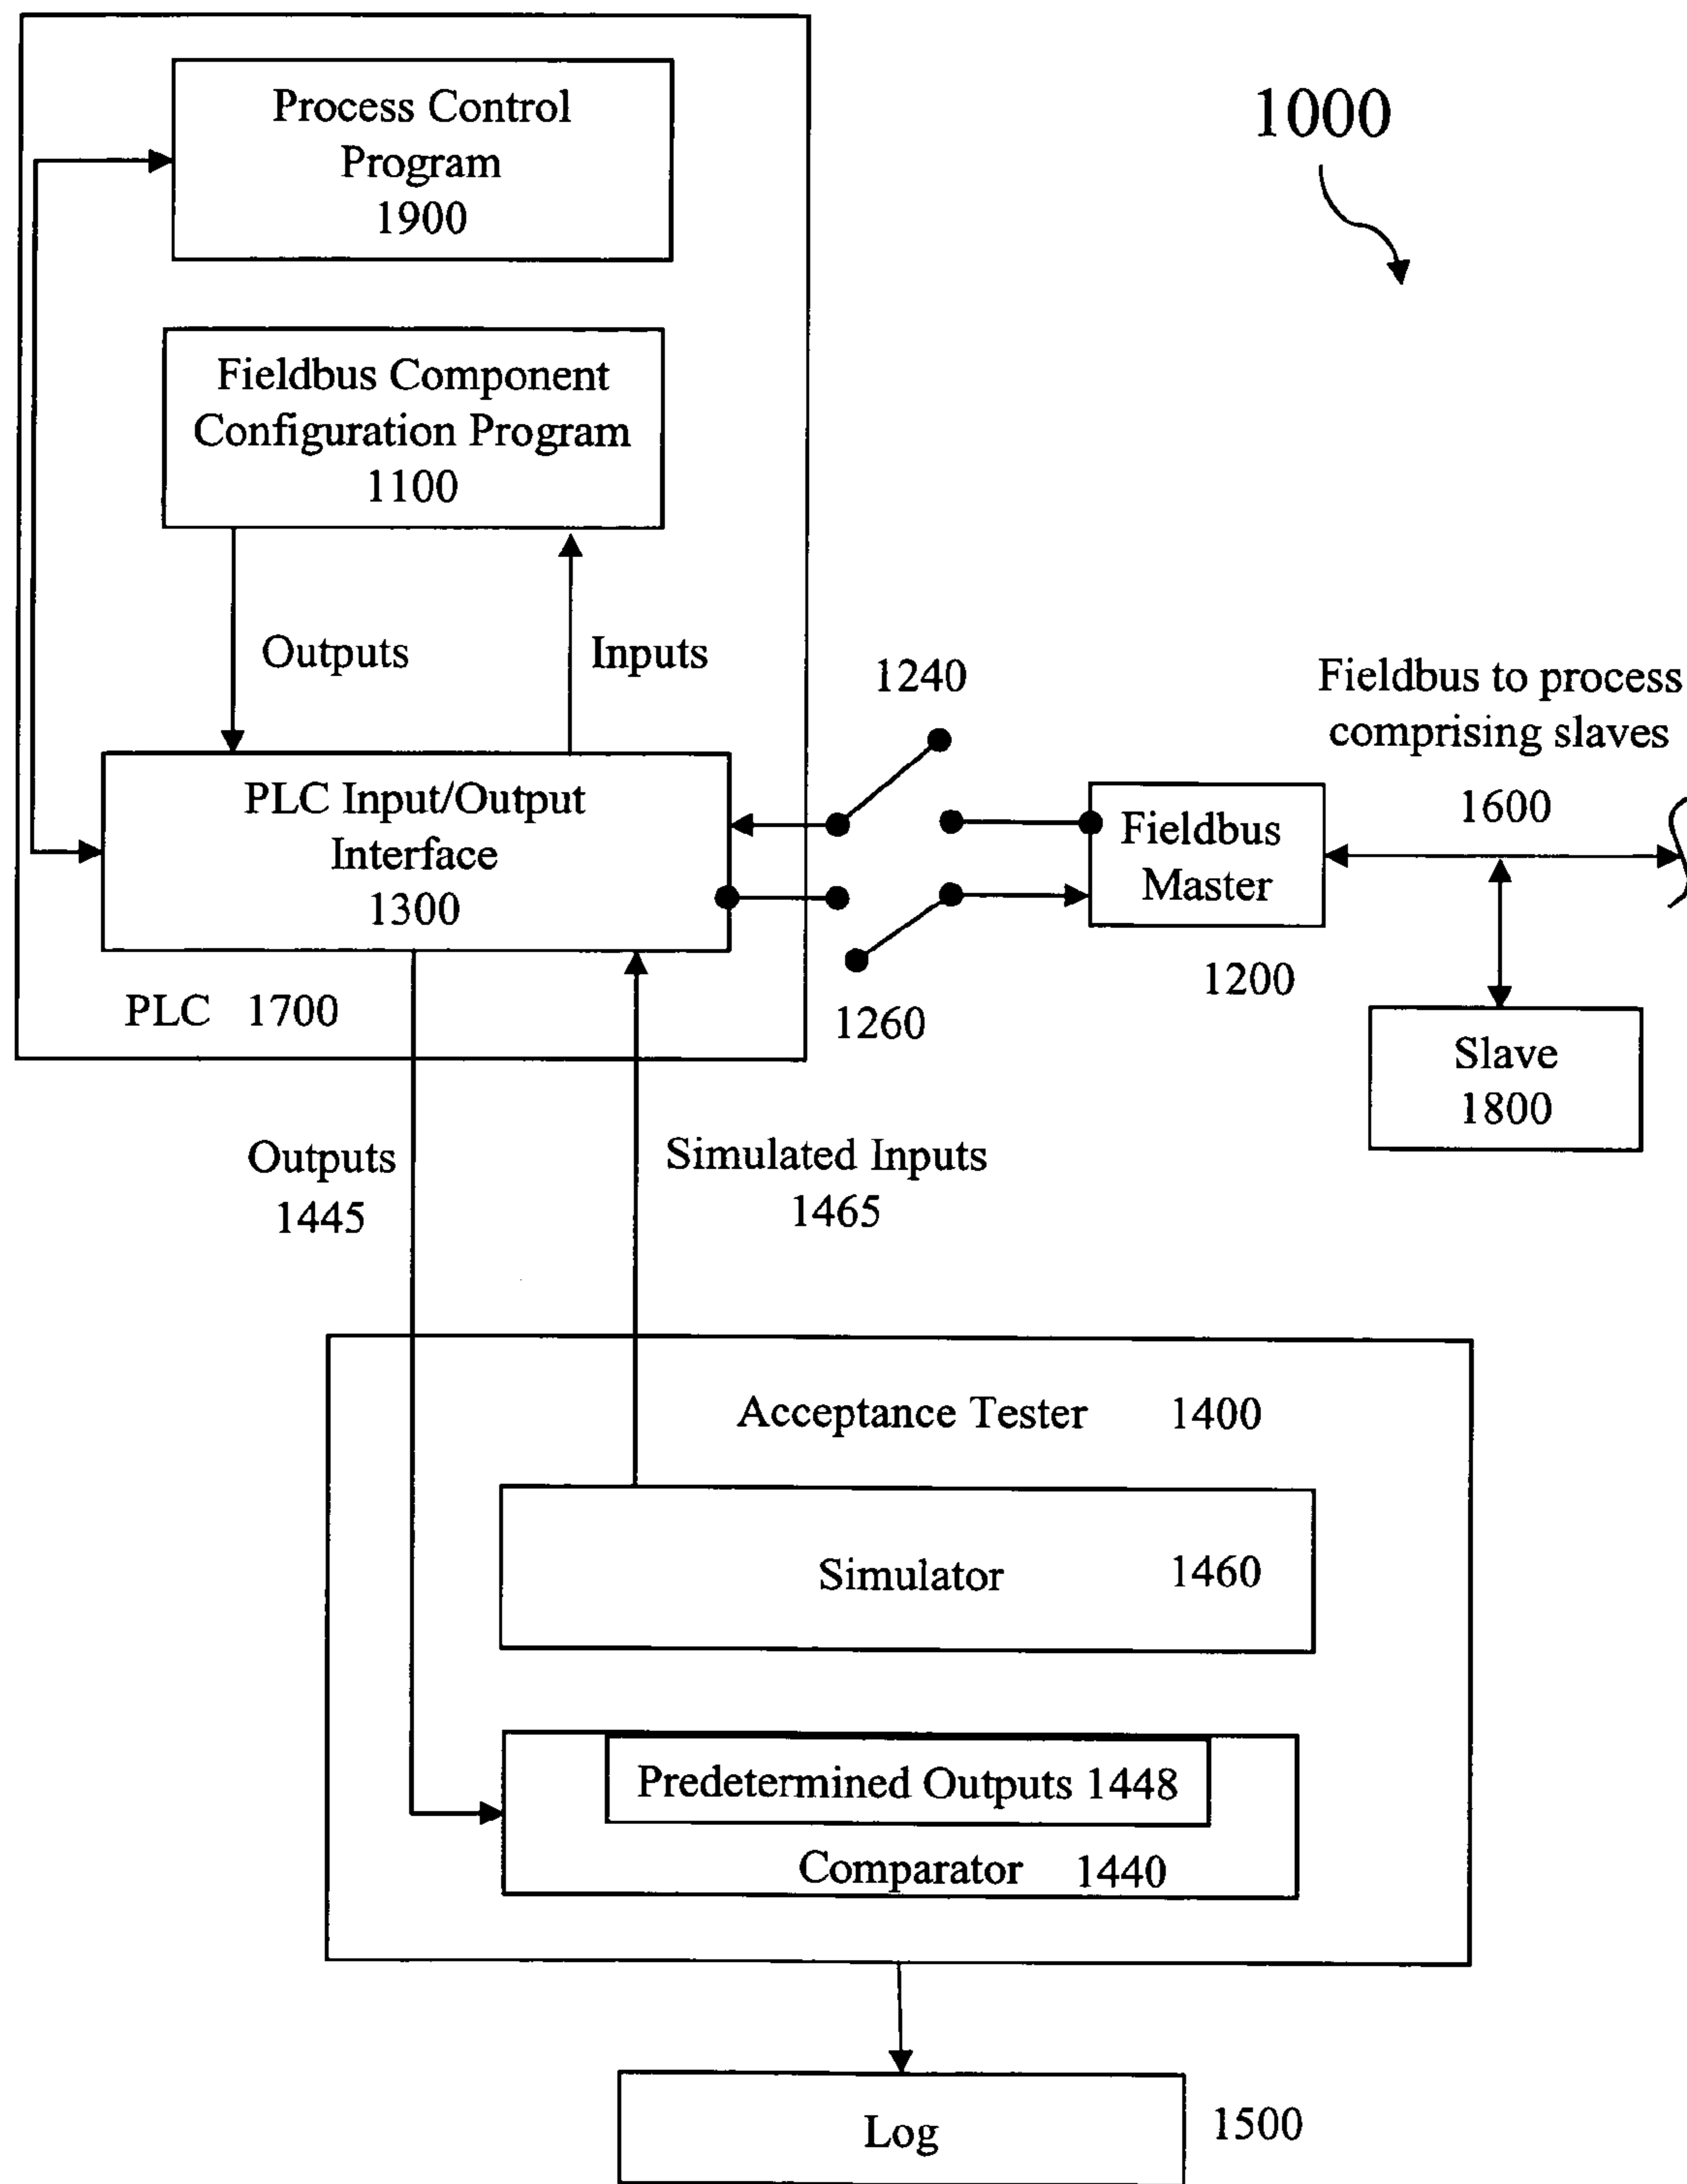 Process Control
Program
1900
1000
Fieldbus Component
Configuration Program
1100
Outputs
Inputs
1240
Fieldbus to process
comprising slaves
1600
PLC Input/Output
Interface
1300
Fieldbus
Master
1200
1260
PLC 1700
Slave
1800
Outputs
1445
Simulated Inputs
1465
Acceptance Tester 1400
Simulator 1460
Predetermined Outputs 1448
Comparator 1440
Log
1500